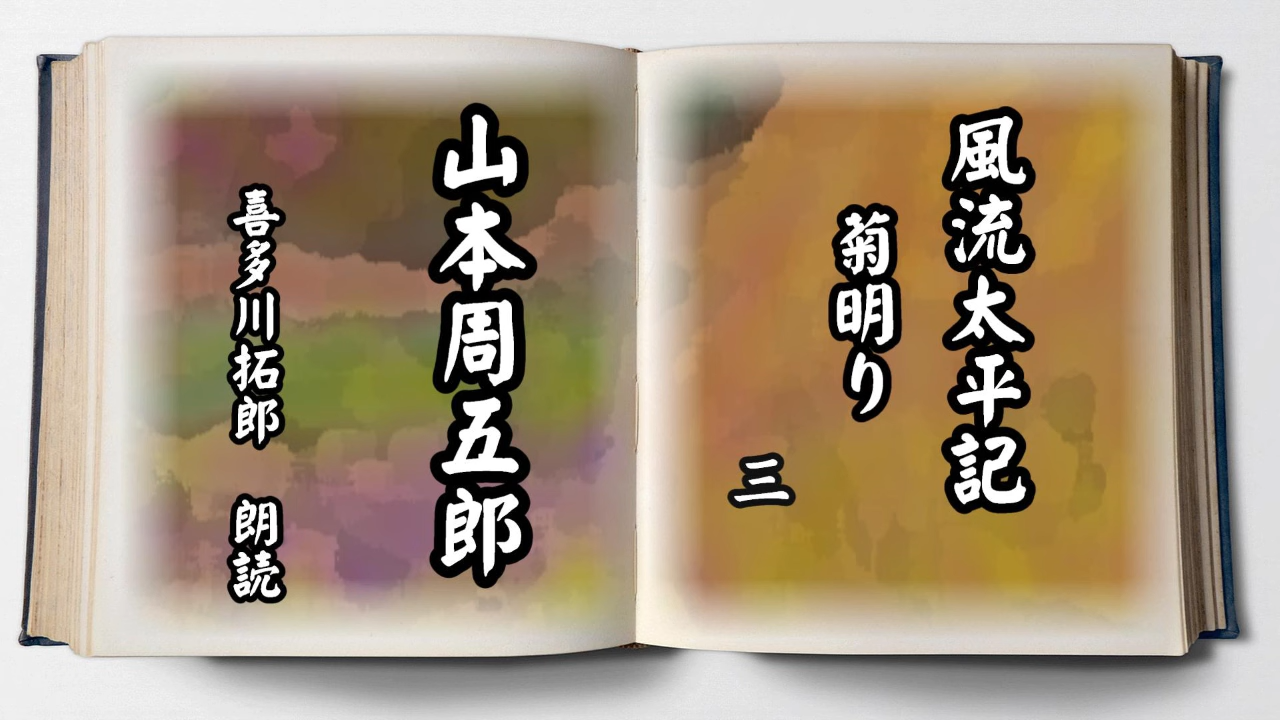 風流太平記
菊明り
三
山本周五郎
喜多川拓郎 朗読